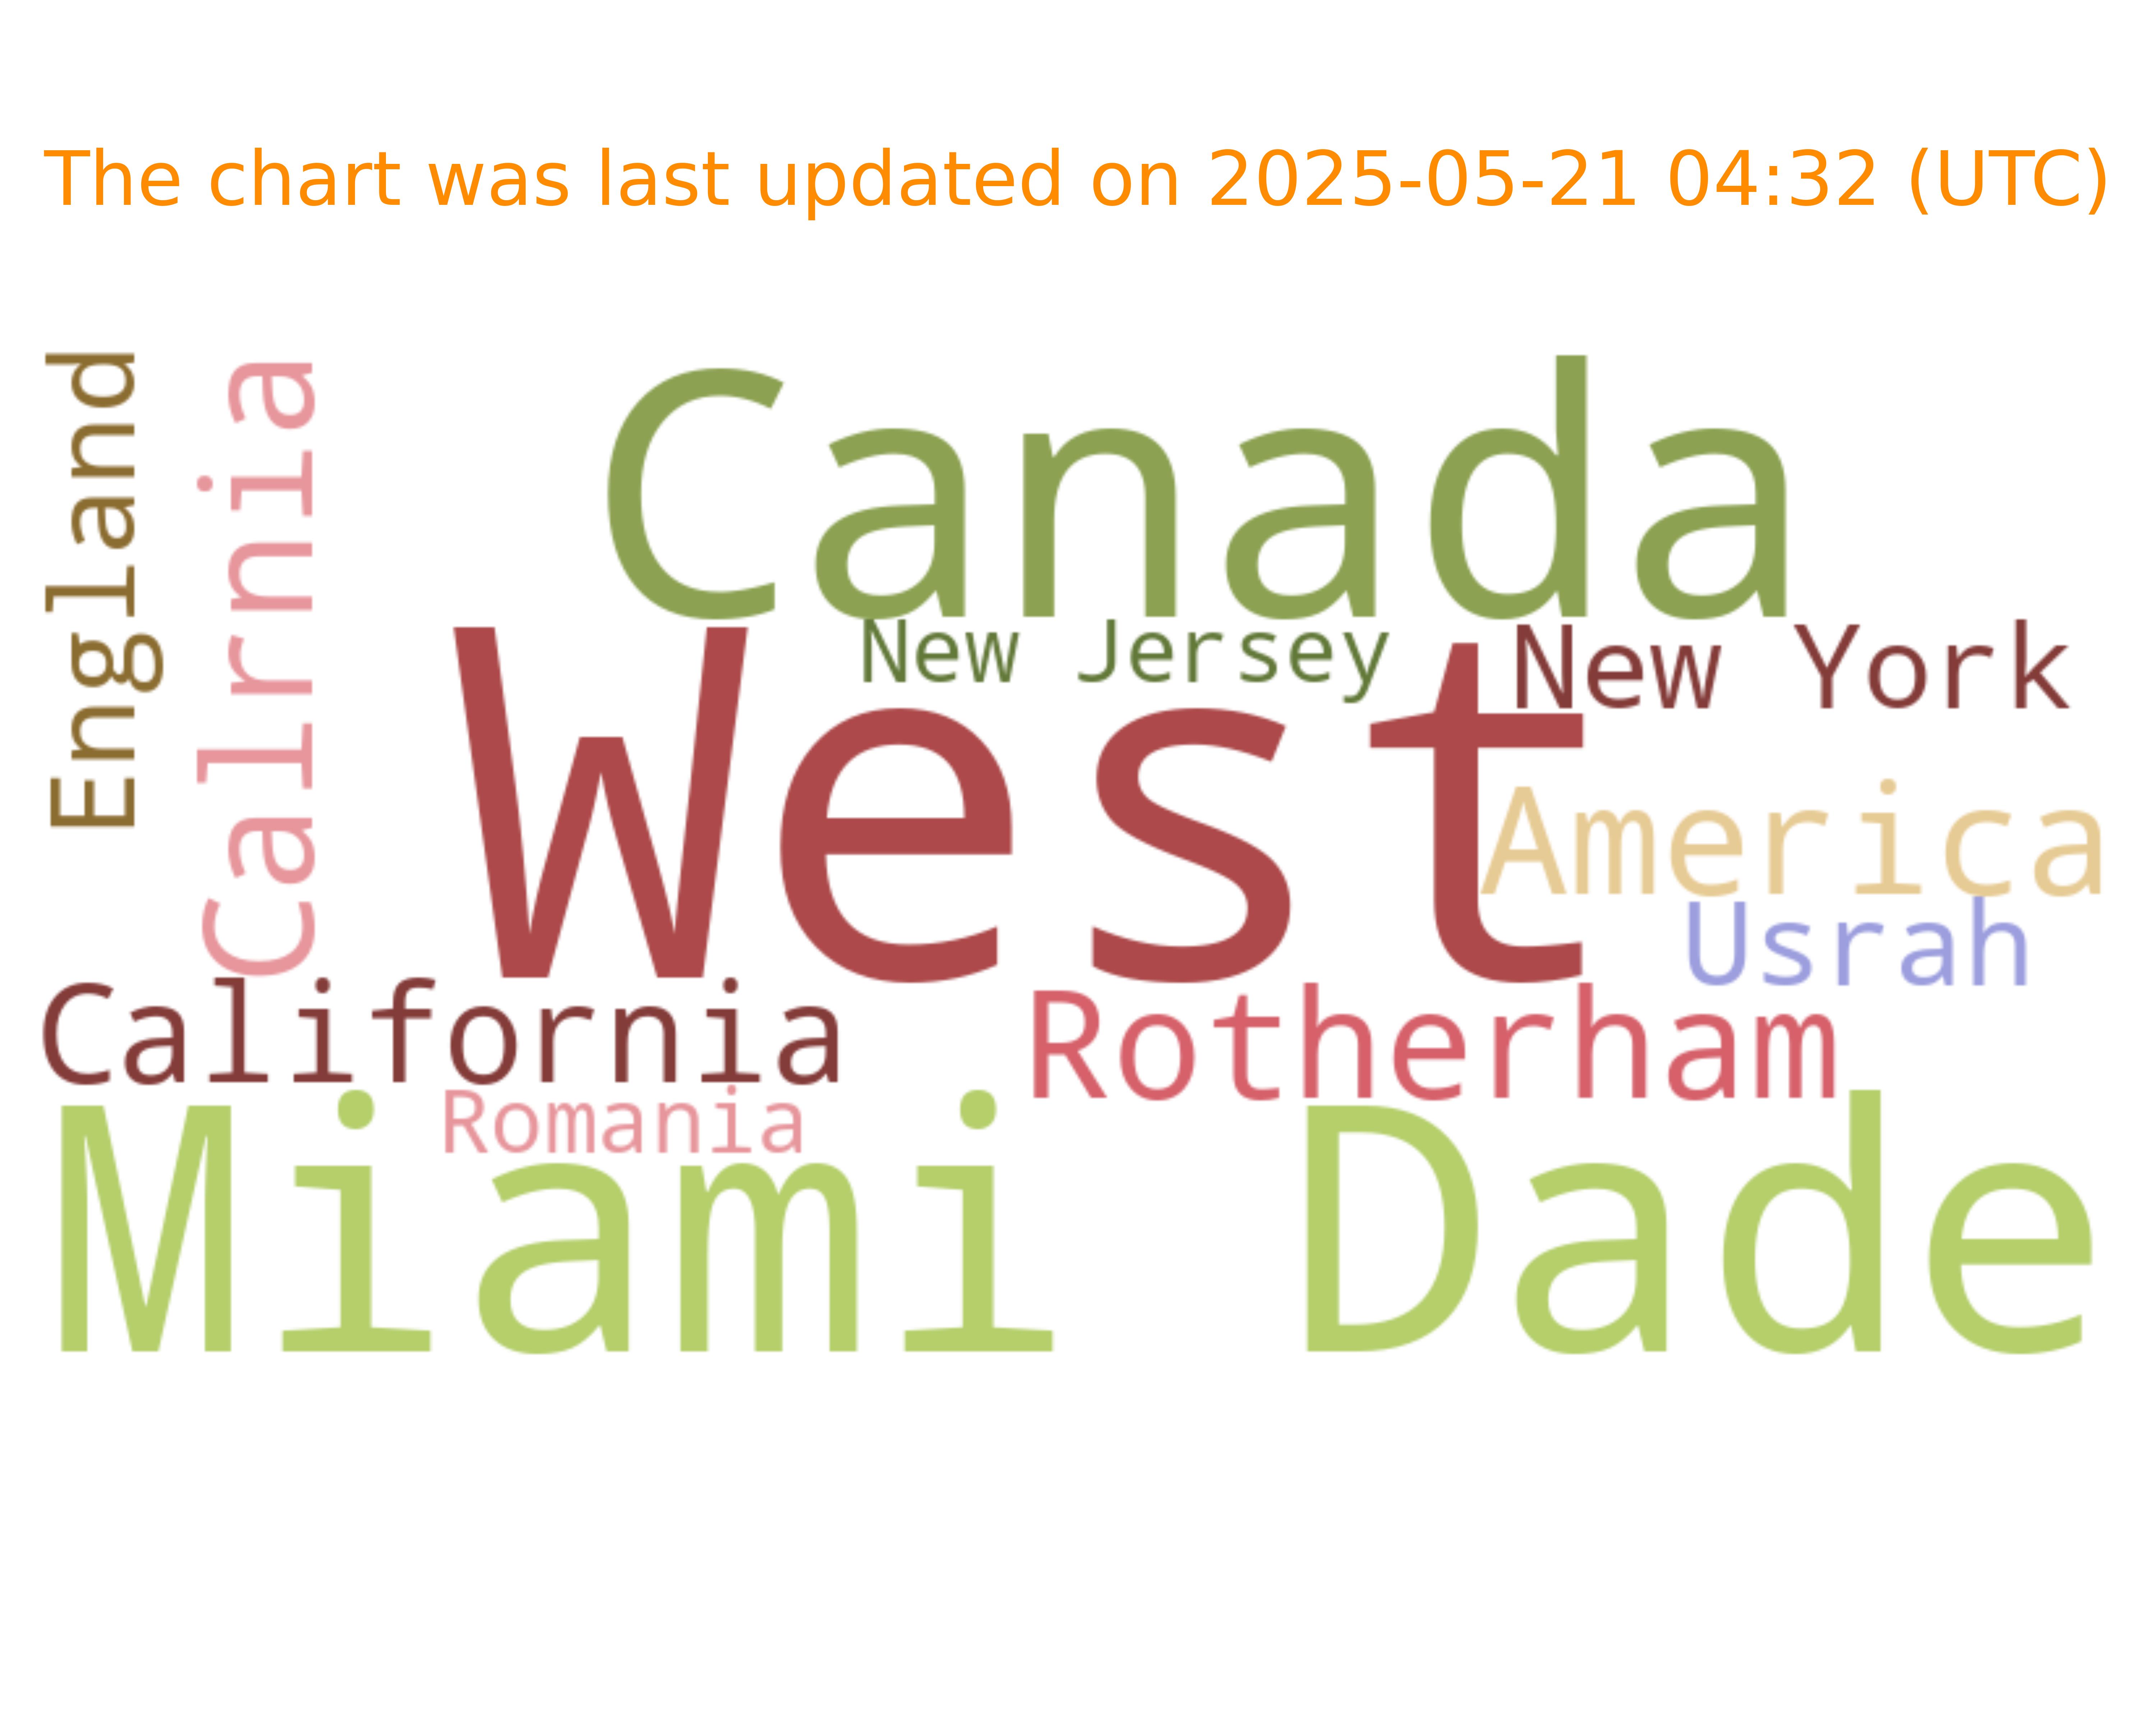 The chart was last updated on 2025-05-21 04:32 (UTC)
England
Calrnia
Canada
New Jersey
New York
West
America
Usrah
California
Rotherham
Romania
Miami Dade